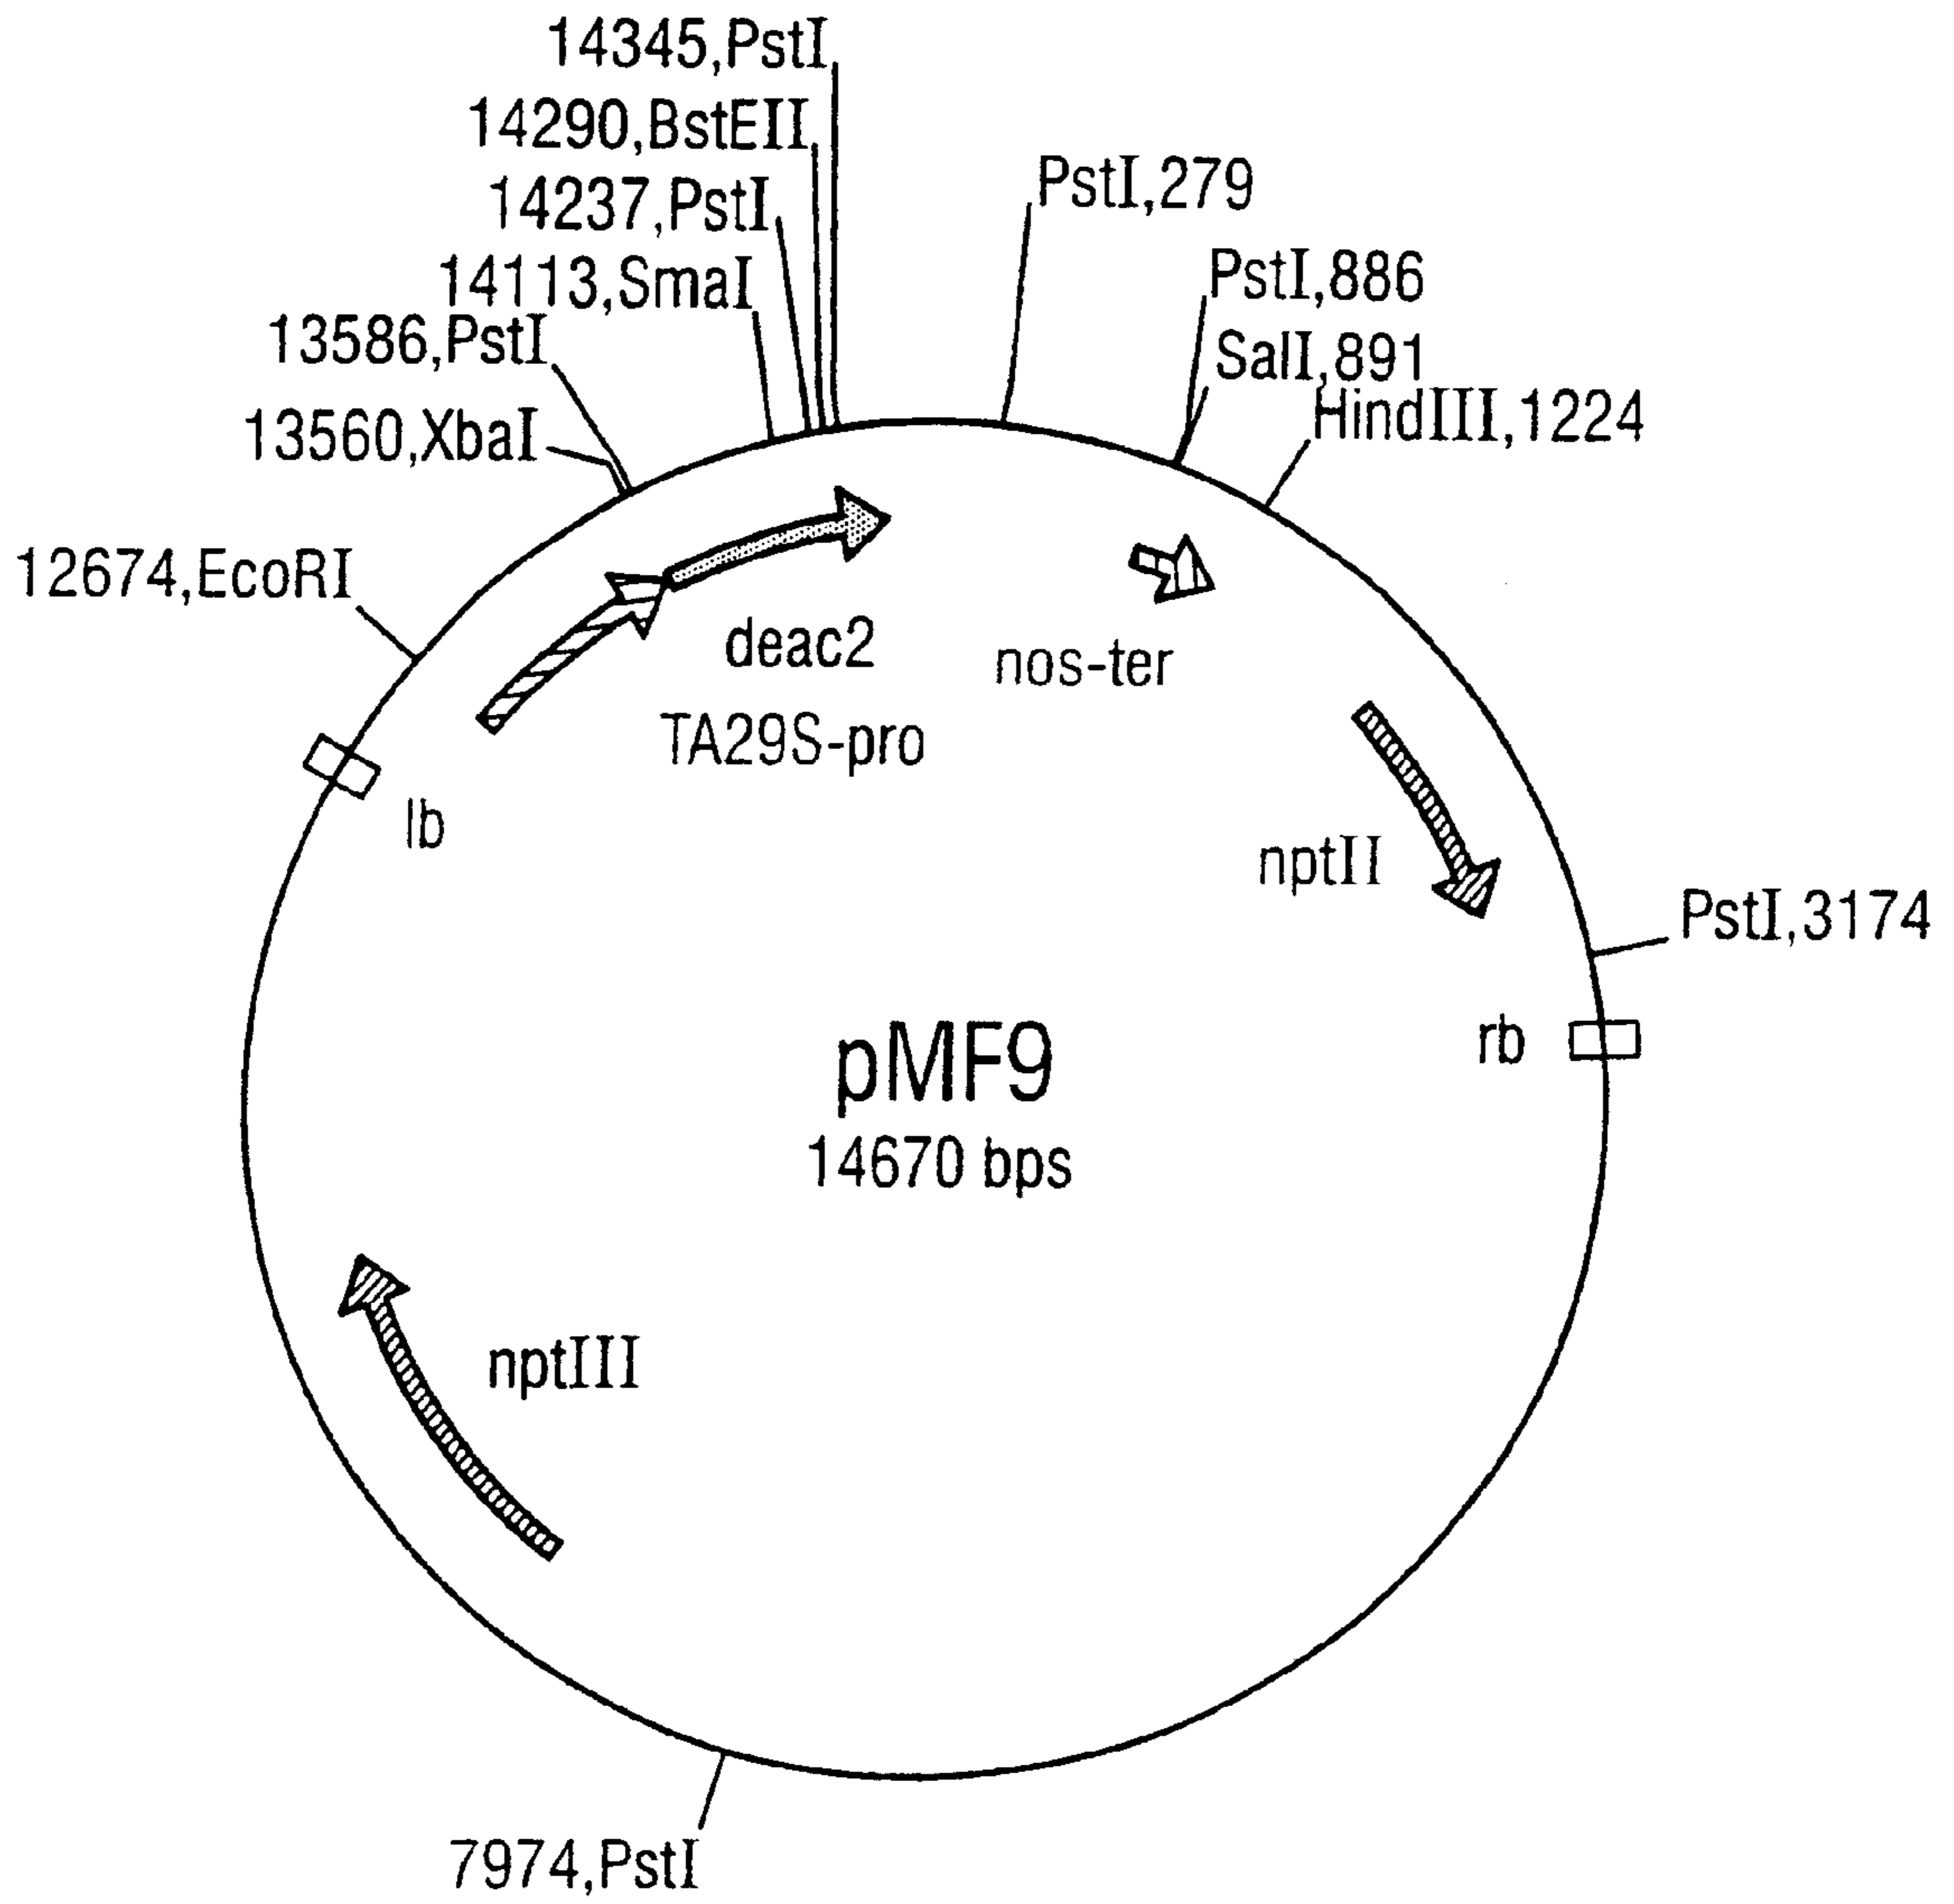 14345,PstI
14290,BstEII
14237,PstI
PstI,279
14113,SmaI
PstI,886
13586,PstI
SalI,891
HindIII,1224
13560,XbaI
12674,EcoRI
deac2
nos-ter
TA29S-pro
lb
nptII
PstI,3174
rb
pMF9
14670 bps
nptIII
7974,PstI